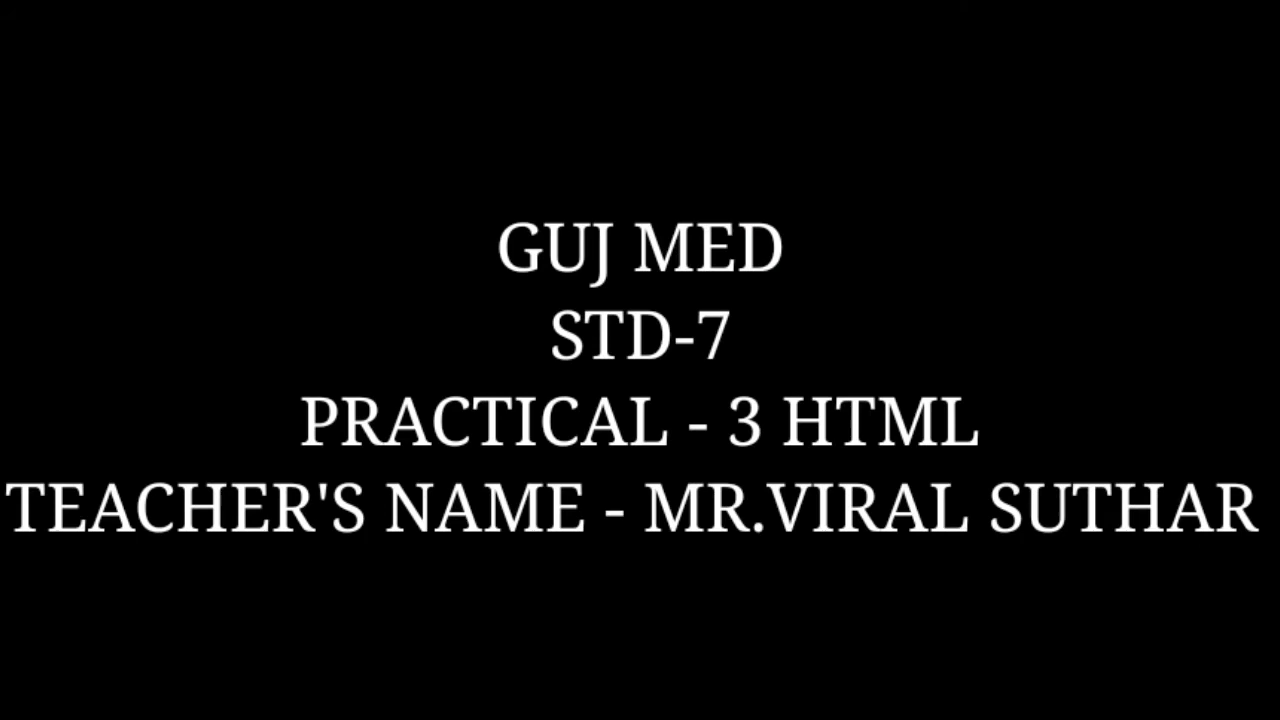 GUJ MED
STD-7
PRACTICAL - 3 HTML
TEACHER'S NAME - MR.VIRAL SUTHAR